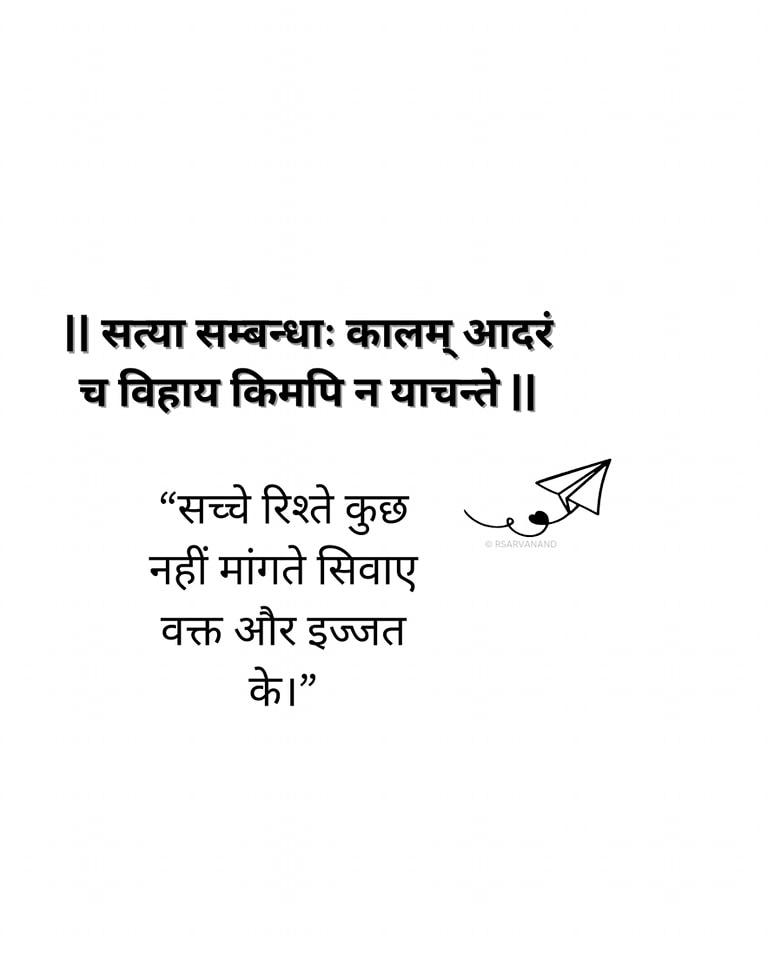 || सत्या सम्बन्धाः कालम् आदरं
च विहाय किमपि न याचन्ते ||
“सच्चे रिश्ते कुछ
नहीं मांगते सिवाए
वक्त और इज्जत
के।”
© RSARVANAND